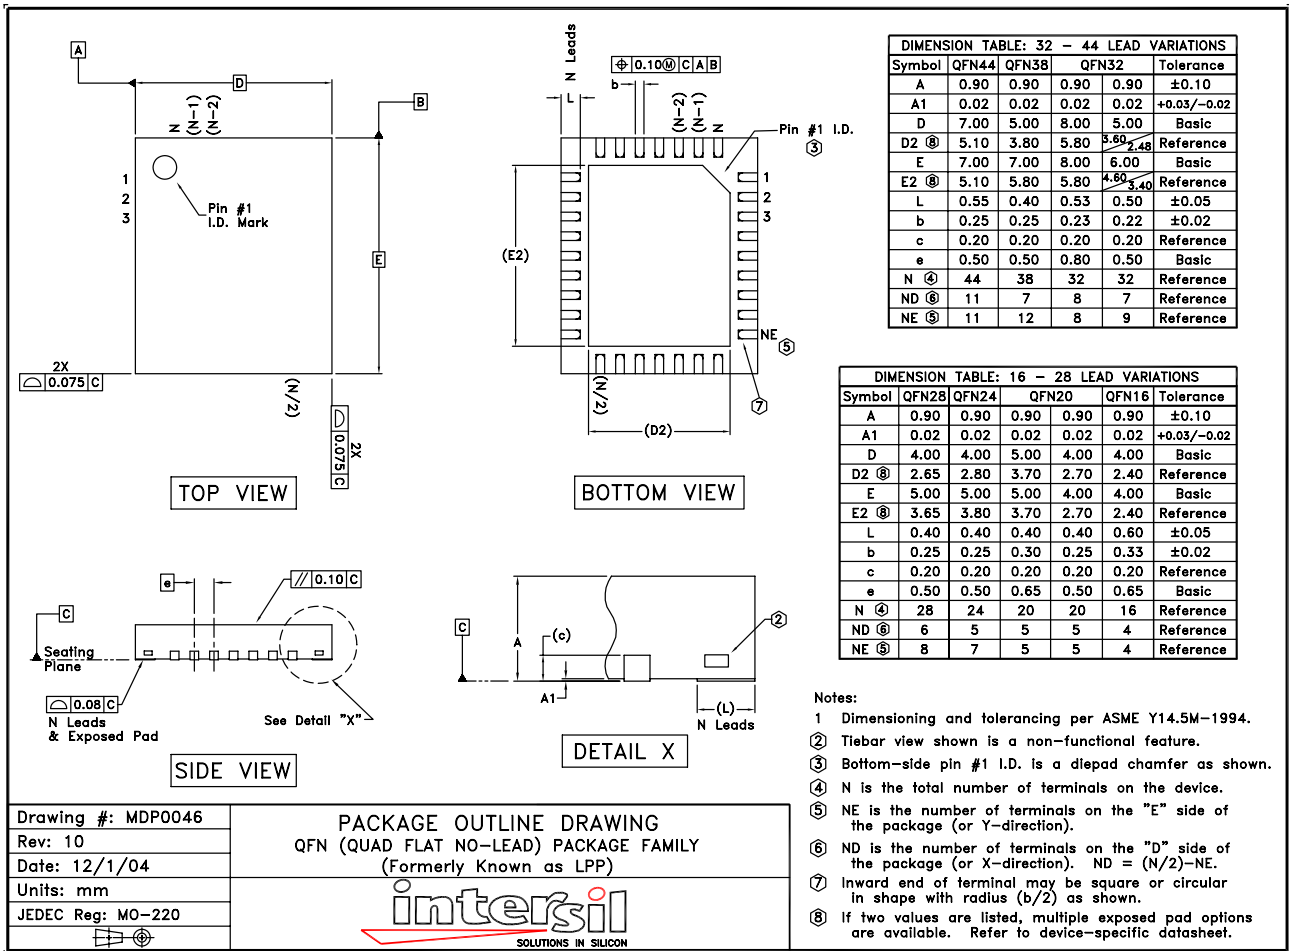 A
D
B
N
(N-1)
(N-2)
1
2
3
Pin #1
I.D. Mark
E
2X
0.075 C
(N/2)
2X
0.075 C
TOP VIEW
N Leads
L
b
0.10 Ⓜ C A B
(N-2)
(N-1)
N
Pin #1 I.D.
3
1
2
3
(E2)
NE
5
(N/2)
7
(D2)
BOTTOM VIEW
e
// 0.10 C
C
Seating
Plane
0.08 C
N Leads
& Exposed Pad
See Detail "X"
SIDE VIEW
C
A
(c)
2
A1
(L)
N Leads
DETAIL X
DIMENSION TABLE: 32 - 44 LEAD VARIATIONS
Symbol QFN44 QFN38 QFN32 Tolerance
A 0.90 0.90 0.90 0.90 ±0.10
A1 0.02 0.02 0.02 0.02 +0.03/-0.02
D 7.00 5.00 8.00 5.00 Basic
D2 ⑧ 5.10 3.80 5.80 3.60/2.48 Reference
E 7.00 7.00 8.00 6.00 Basic
E2 ⑧ 5.10 5.80 5.80 4.60/3.40 Reference
L 0.55 0.40 0.53 0.50 ±0.05
b 0.25 0.25 0.23 0.22 ±0.02
c 0.20 0.20 0.20 0.20 Reference
e 0.50 0.50 0.80 0.50 Basic
N ④ 44 38 32 32 Reference
ND ⑥ 11 7 8 7 Reference
NE ⑤ 11 12 8 9 Reference
DIMENSION TABLE: 16 - 28 LEAD VARIATIONS
Symbol QFN28 QFN24 QFN20 QFN16 Tolerance
A 0.90 0.90 0.90 0.90 0.90 ±0.10
A1 0.02 0.02 0.02 0.02 0.02 +0.03/-0.02
D 4.00 4.00 5.00 4.00 4.00 Basic
D2 ⑧ 2.65 2.80 3.70 2.70 2.40 Reference
E 5.00 5.00 5.00 4.00 4.00 Basic
E2 ⑧ 3.65 3.80 3.70 2.70 2.40 Reference
L 0.40 0.40 0.40 0.40 0.60 ±0.05
b 0.25 0.25 0.30 0.25 0.33 ±0.02
c 0.20 0.20 0.20 0.20 0.20 Reference
e 0.50 0.50 0.65 0.50 0.65 Basic
N ④ 28 24 20 20 16 Reference
ND ⑥ 6 5 5 5 4 Reference
NE ⑤ 8 7 5 5 4 Reference
Notes:
1 Dimensioning and tolerancing per ASME Y14.5M-1994.
② Tiebar view shown is a non-functional feature.
③ Bottom-side pin #1 I.D. is a diepad chamfer as shown.
④ N is the total number of terminals on the device.
⑤ NE is the number of terminals on the "E" side of
the package (or Y-direction).
⑥ ND is the number of terminals on the "D" side of
the package (or X-direction). ND = (N/2)-NE.
⑦ Inward end of terminal may be square or circular
in shape with radius (b/2) as shown.
⑧ If two values are listed, multiple exposed pad options
are available. Refer to device-specific datasheet.
Drawing #: MDP0046
Rev: 10
Date: 12/1/04
Units: mm
JEDEC Reg: MO-220
PACKAGE OUTLINE DRAWING
QFN (QUAD FLAT NO-LEAD) PACKAGE FAMILY
(Formerly Known as LPP)
intersil
SOLUTIONS IN SILICON